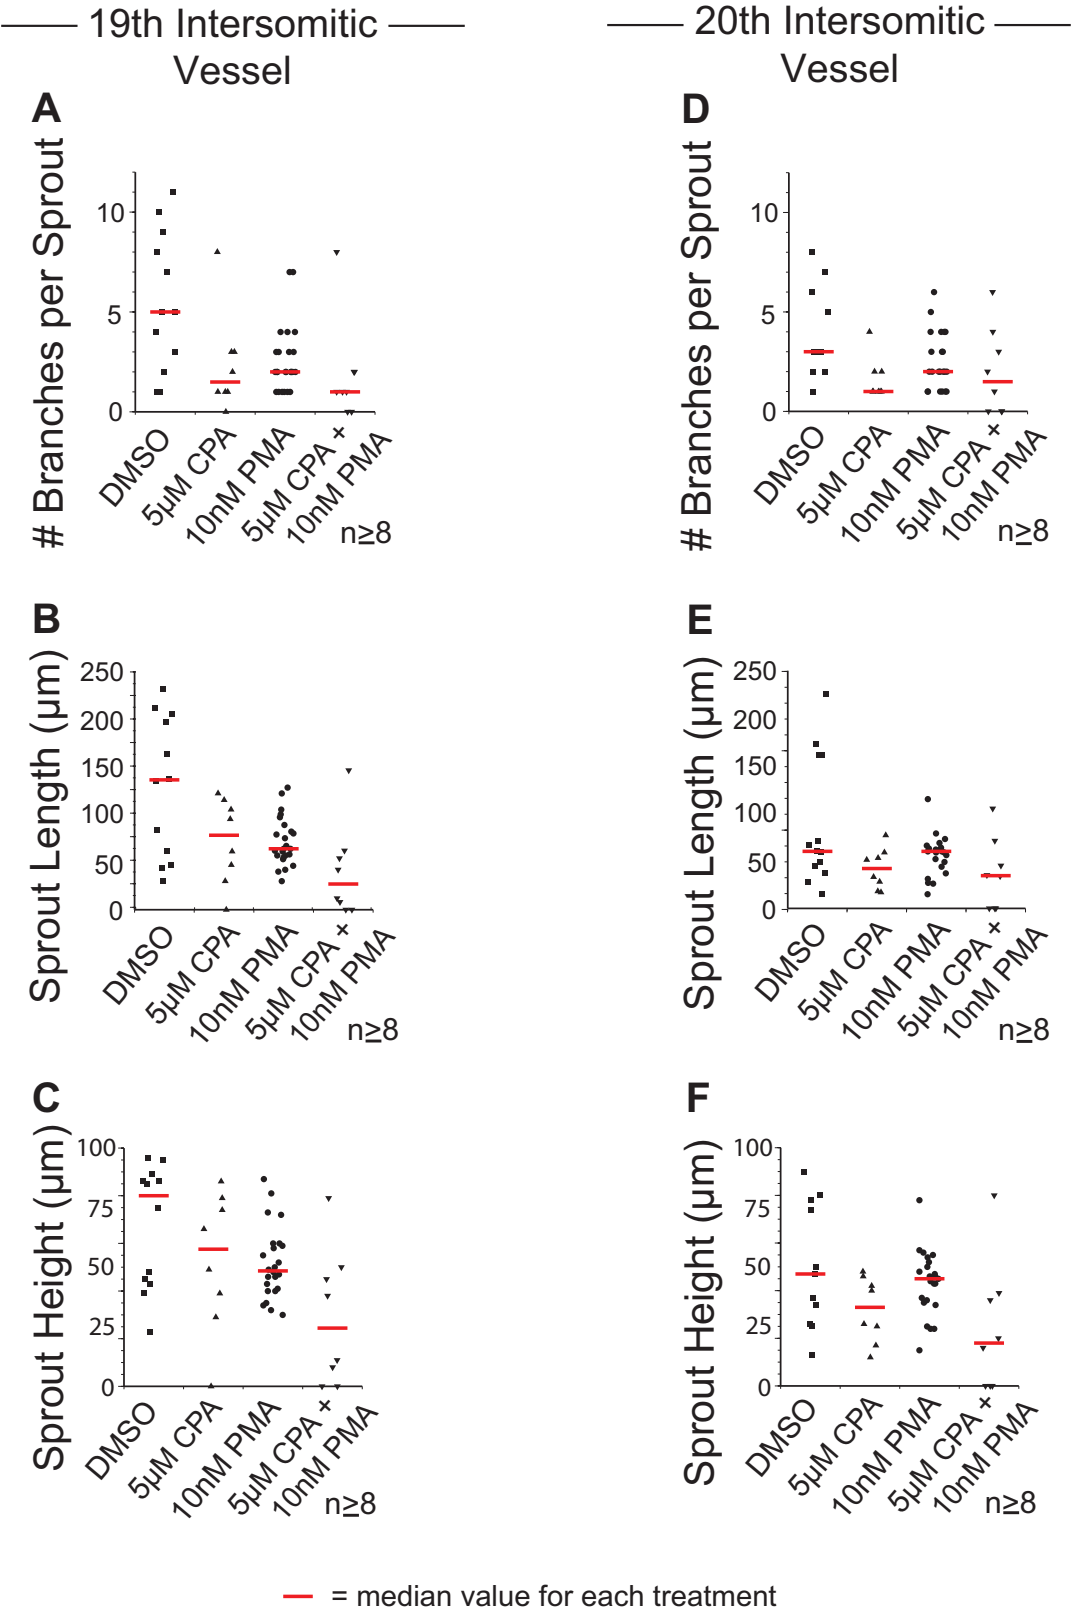 19th Intersomitic
Vessel
20th Intersomitic
Vessel
A
# Branches per Sprout
10
5
0
DMSO
5µM CPA
10nM PMA
5µM CPA +
10nM PMA
n≥8
D
# Branches per Sprout
10
5
0
DMSO
5µM CPA
10nM PMA
5µM CPA +
10nM PMA
n≥8
B
Sprout Length (µm)
250
200
150
100
50
0
DMSO
5µM CPA
10nM PMA
5µM CPA +
10nM PMA
n≥8
E
Sprout Length (µm)
250
200
150
100
50
0
DMSO
5µM CPA
10nM PMA
5µM CPA +
10nM PMA
n≥8
C
Sprout Height (µm)
100
75
50
25
0
DMSO
5µM CPA
10nM PMA
5µM CPA +
10nM PMA
n≥8
F
Sprout Height (µm)
100
75
50
25
0
DMSO
5µM CPA
10nM PMA
5µM CPA +
10nM PMA
n≥8
= median value for each treatment